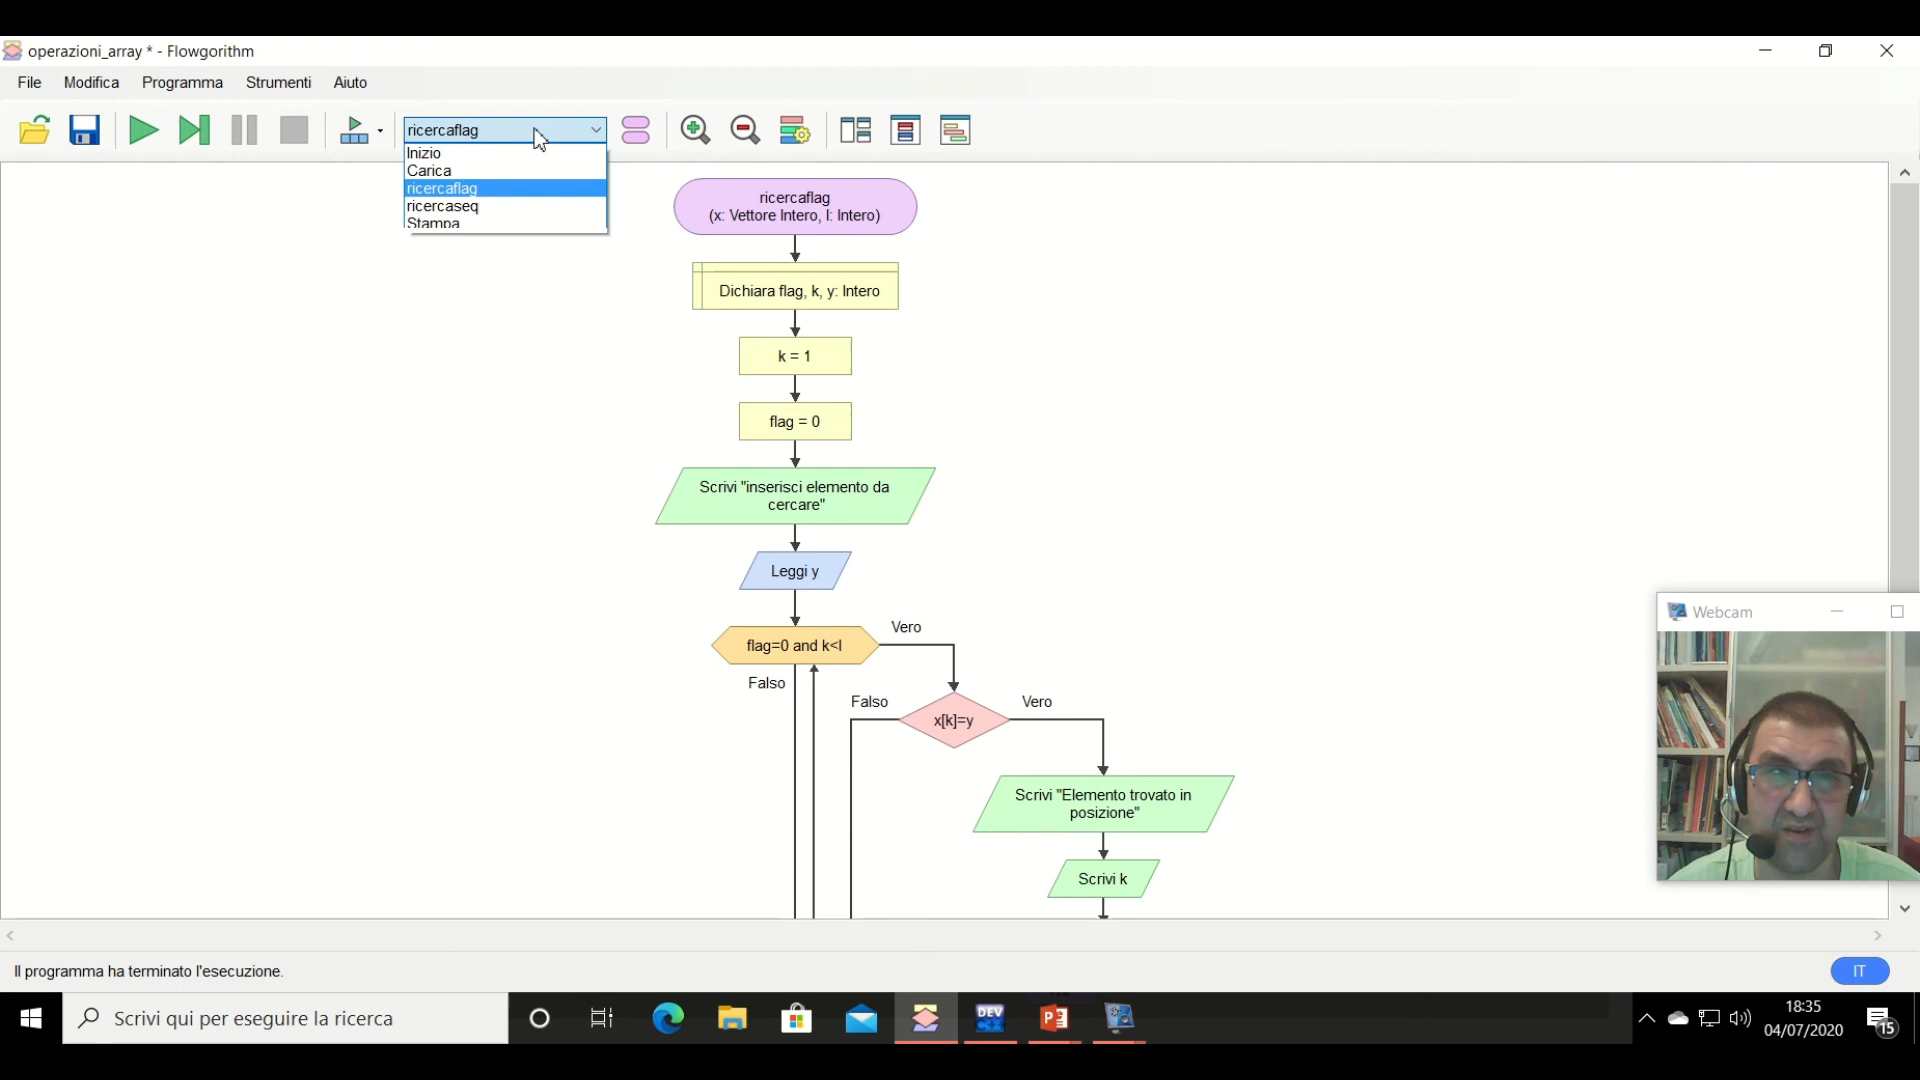 operazioni_array * - Flowgorithm
File Modifica Programma Strumenti Aiuto
ricercaflag
Inizio
Carica
ricercaflag
ricercaseq
Stampa
ricercaflag
(x: Vettore Intero, l: Intero)
Dichiara flag, k, y: Intero
k = 1
flag = 0
Scrivi "inserisci elemento da
cercare"
Leggi y
flag=0 and k<l
Vero
Falso
x[k]=y
Falso
Vero
Scrivi "Elemento trovato in
posizione"
Scrivi k
Webcam
Il programma ha terminato l'esecuzione.
IT
Scrivi qui per eseguire la ricerca
DEV
C++
P
18:35
04/07/2020
15